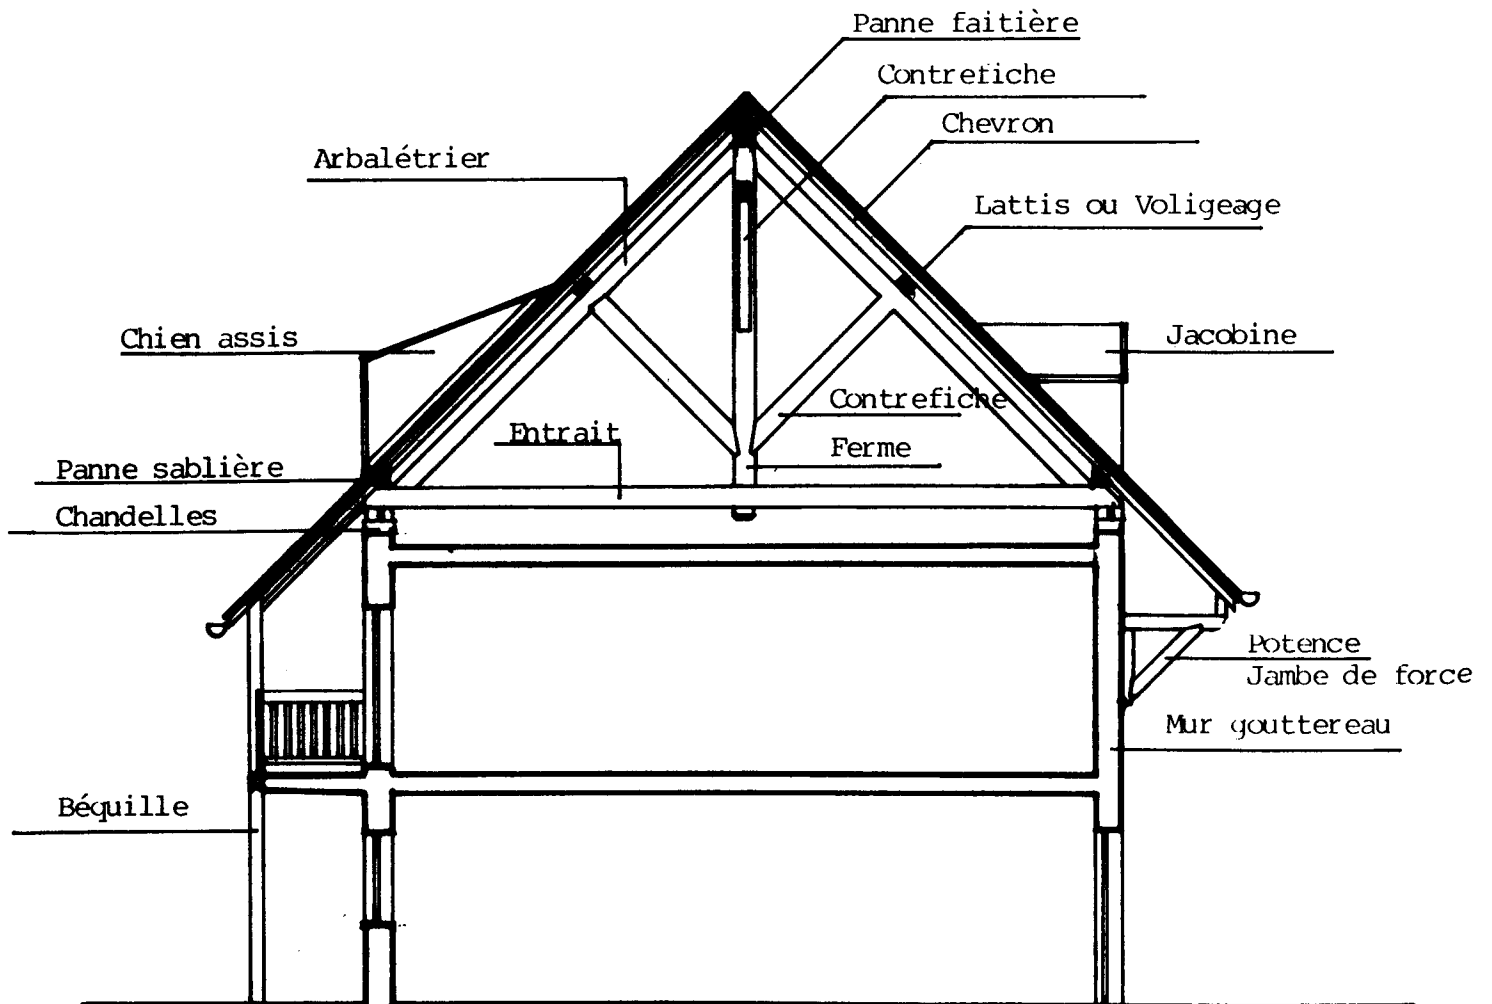 Panne faitière
Contrefiche
Chevron
Arbalétrier
Lattis ou Voligeage
Chien assis
Jacobine
Contrefiche
Entrait
Ferme
Panne sablière
Chandelles
Potence
Jambe de force
Mur gouttereau
Béquille